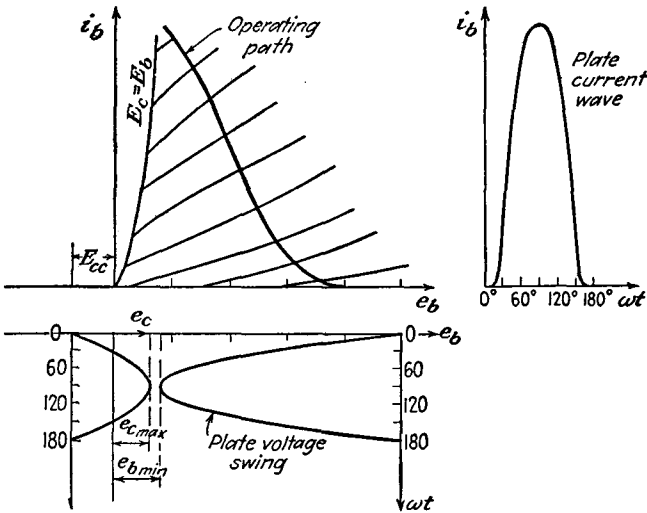 i_b
Operating
path
E_c = E_b
E_cc
e_b
i_b
Plate
current
wave
0° 60° 120° 180° ωt
e_c
0
60
120
180
e_c max
e_b min
Plate voltage
swing
e_b
0
60
120
180
ωt